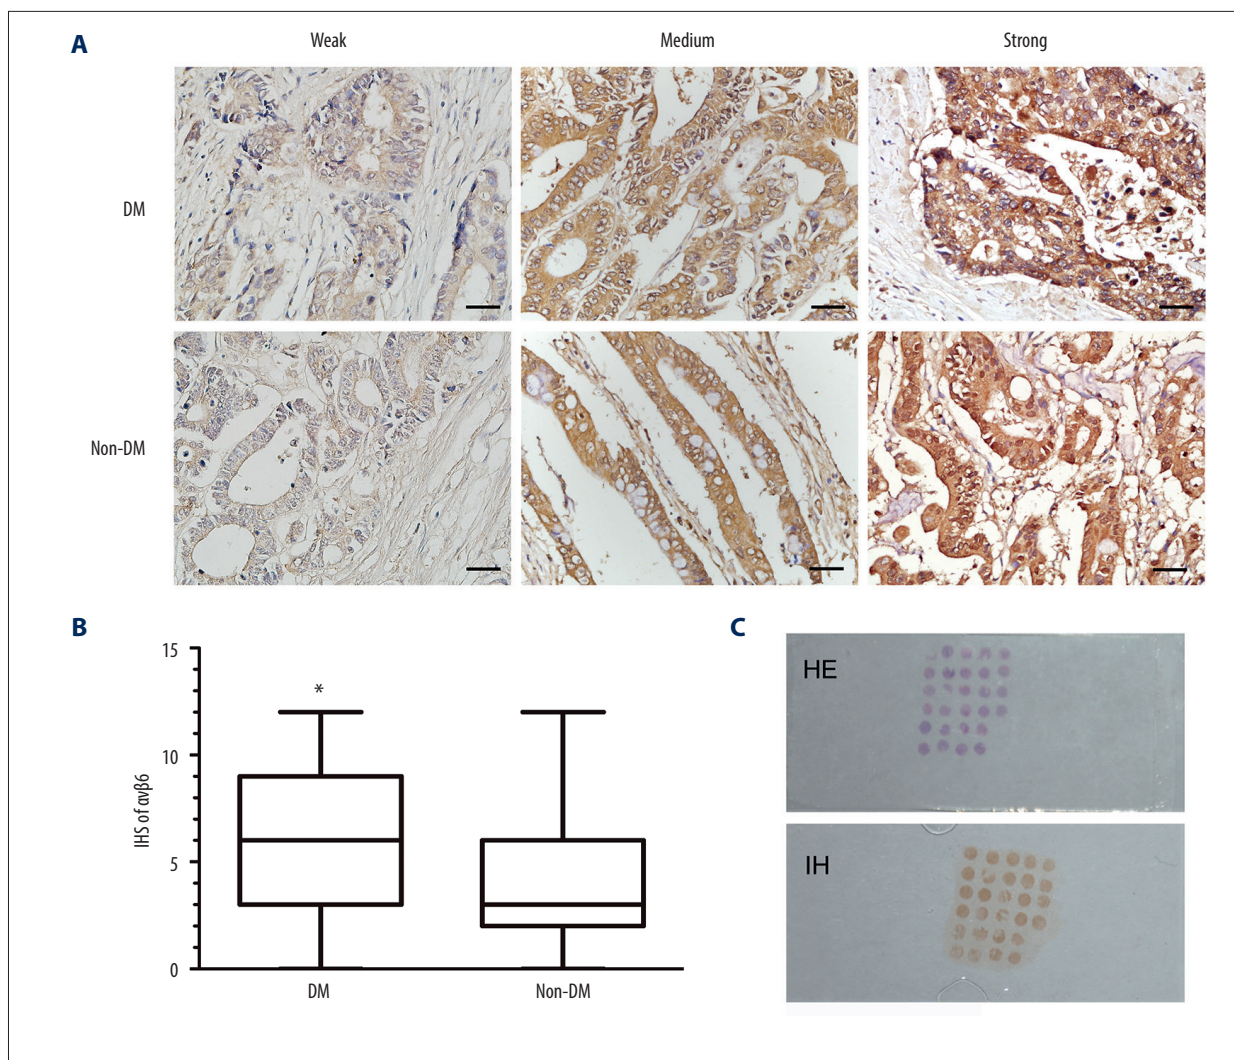 A
Weak Medium Strong
DM
Non-DM
B
15
10
5
0
IHS of αvβ6
*
DM Non-DM
C
HE
IH